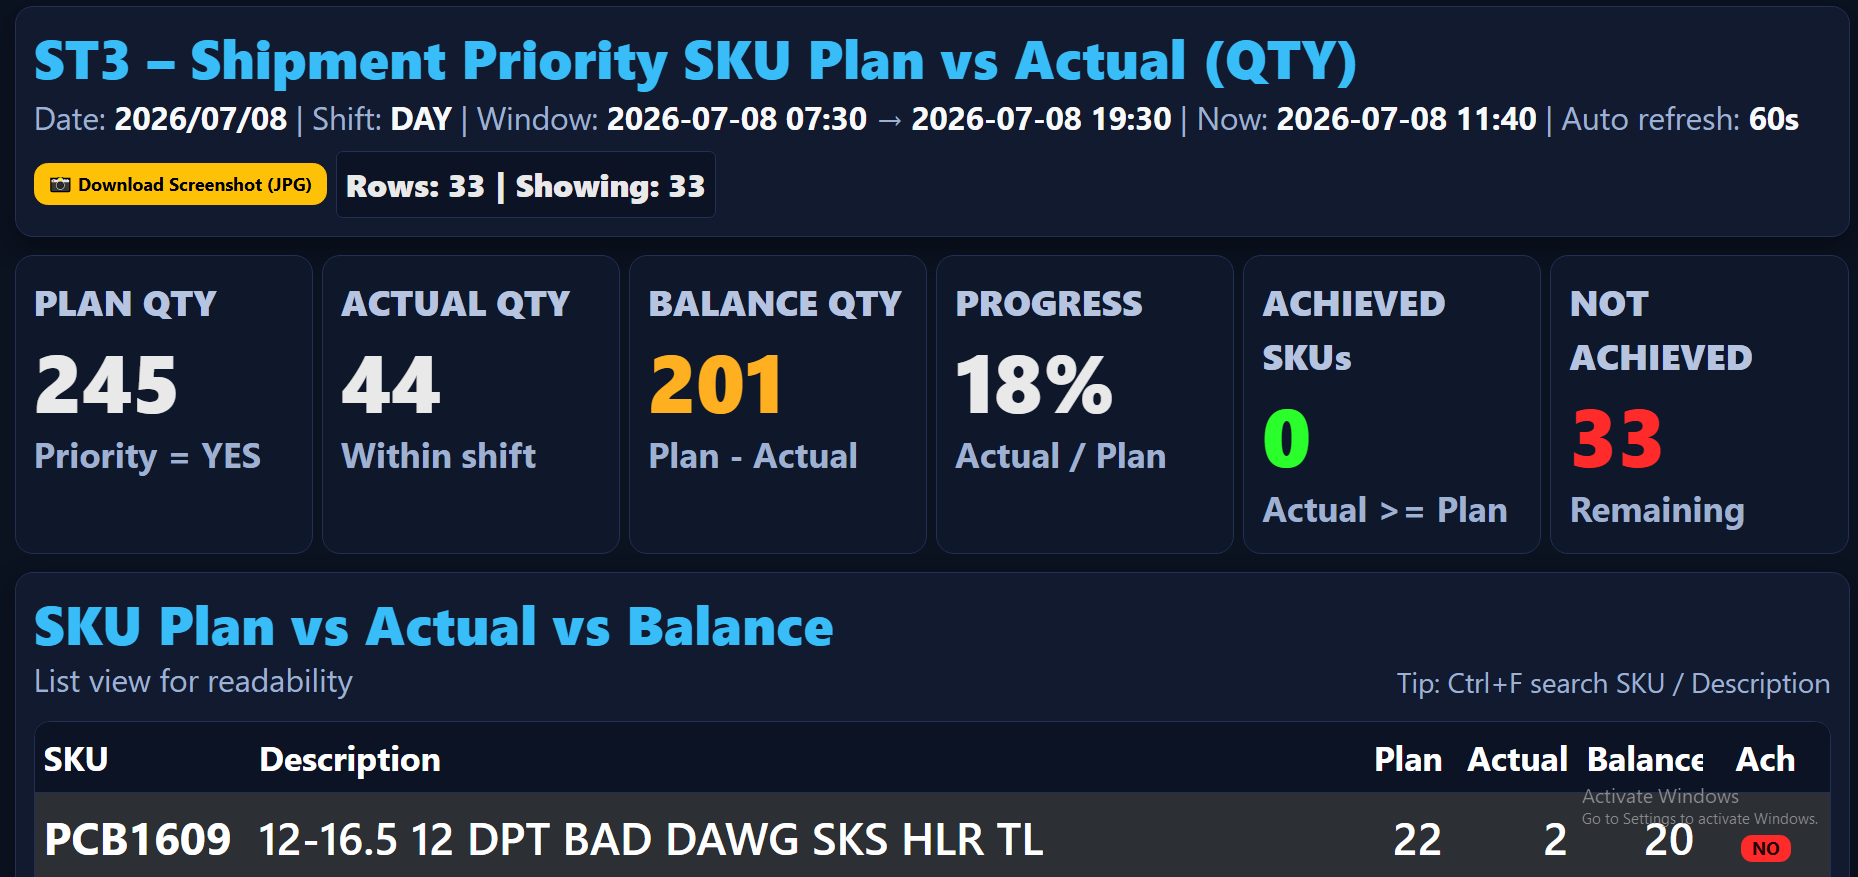 ST3 – Shipment Priority SKU Plan vs Actual (QTY)
Date: 2026/07/08 | Shift: DAY | Window: 2026-07-08 07:30 → 2026-07-08 19:30 | Now: 2026-07-08 11:40 | Auto refresh: 60s
Download Screenshot (JPG)
Rows: 33 | Showing: 33
PLAN QTY
245
Priority = YES
ACTUAL QTY
44
Within shift
BALANCE QTY
201
Plan - Actual
PROGRESS
18%
Actual / Plan
ACHIEVED
SKUs
0
Actual >= Plan
NOT
ACHIEVED
33
Remaining
SKU Plan vs Actual vs Balance
List view for readability
Tip: Ctrl+F search SKU / Description
SKU Description Plan Actual Balance Ach
Activate Windows
Go to Settings to activate Windows.
PCB1609 12-16.5 12 DPT BAD DAWG SKS HLR TL 22 2 20 NO